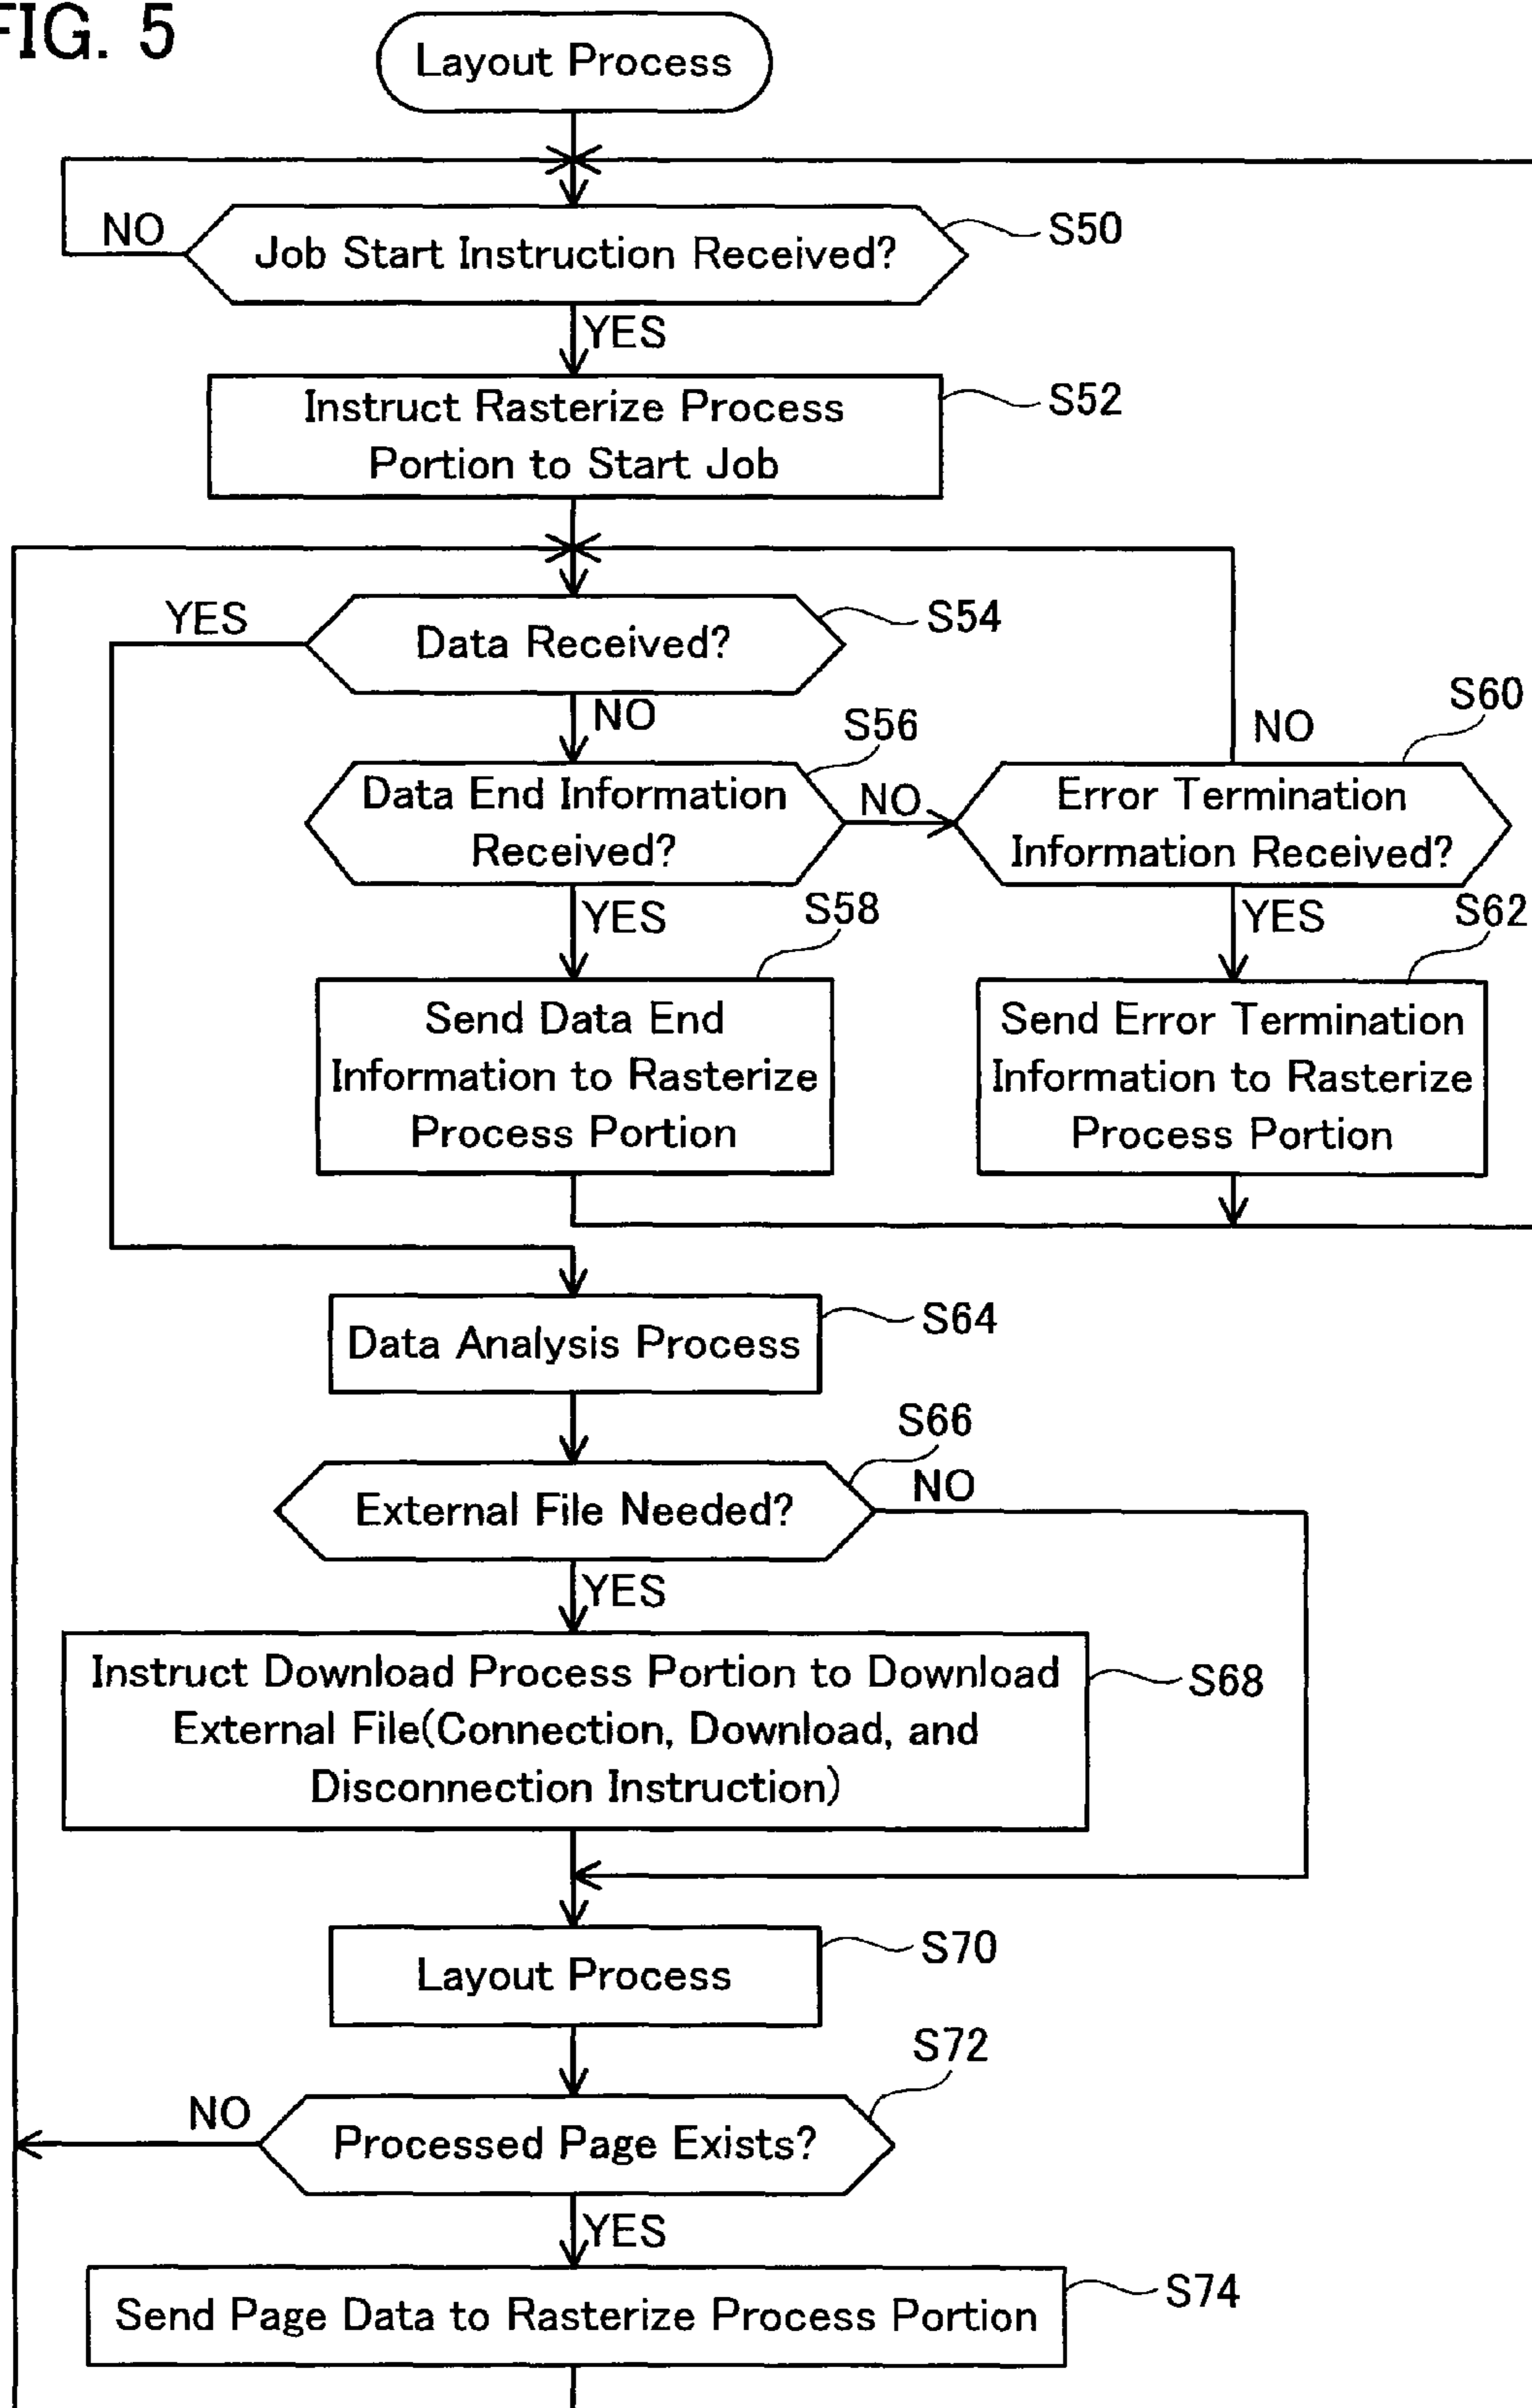 FIG. 5
Layout Process
NO
Job Start Instruction Received?
S50
YES
Instruct Rasterize Process
Portion to Start Job
S52
YES
Data Received?
S54
NO
S56
NO
S60
Data End Information
Received?
NO
Error Termination
Information Received?
YES
S58
YES
S62
Send Data End
Information to Rasterize
Process Portion
Send Error Termination
Information to Rasterize
Process Portion
Data Analysis Process
S64
S66
External File Needed?
NO
YES
Instruct Download Process Portion to Download
External File(Connection, Download, and
Disconnection Instruction)
S68
Layout Process
S70
S72
NO
Processed Page Exists?
YES
Send Page Data to Rasterize Process Portion
S74